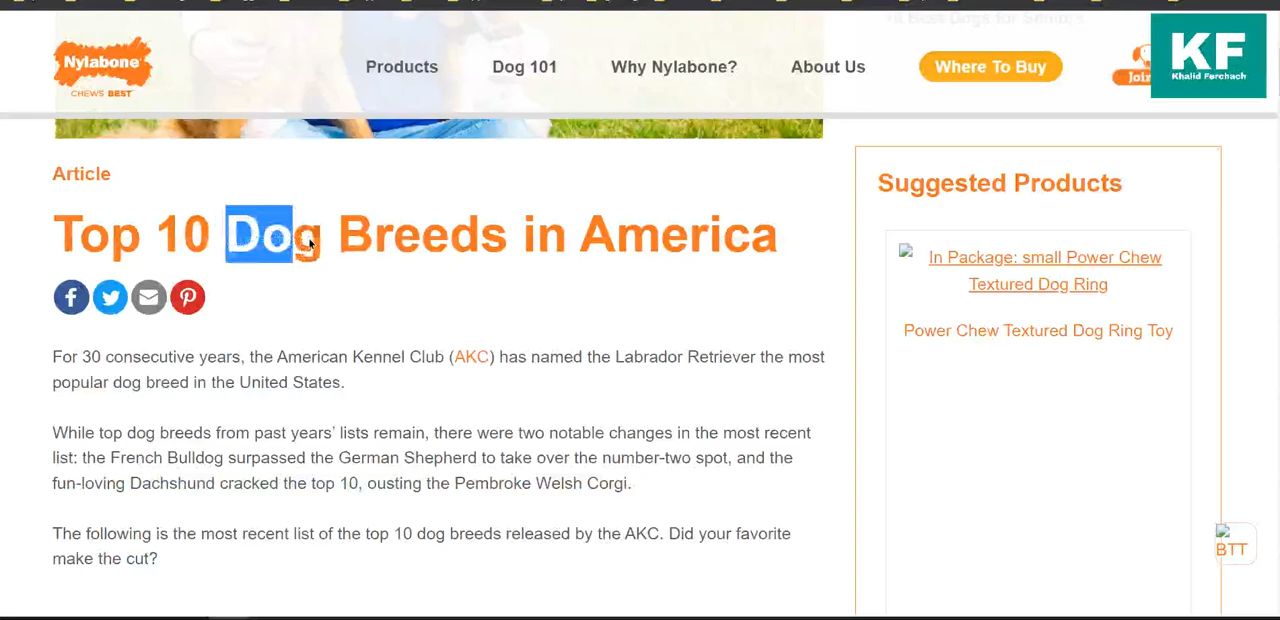 Best Dogs for Seniors
Nylabone
CHEWS BEST
Products
Dog 101
Why Nylabone?
About Us
Where To Buy
Join
KF
Khalid Ferchach
Article
Top 10 Dog Breeds in America
For 30 consecutive years, the American Kennel Club (AKC) has named the Labrador Retriever the most
popular dog breed in the United States.
While top dog breeds from past years’ lists remain, there were two notable changes in the most recent
list: the French Bulldog surpassed the German Shepherd to take over the number-two spot, and the
fun-loving Dachshund cracked the top 10, ousting the Pembroke Welsh Corgi.
The following is the most recent list of the top 10 dog breeds released by the AKC. Did your favorite
make the cut?
Suggested Products
In Package: small Power Chew
Textured Dog Ring
Power Chew Textured Dog Ring Toy
BTT